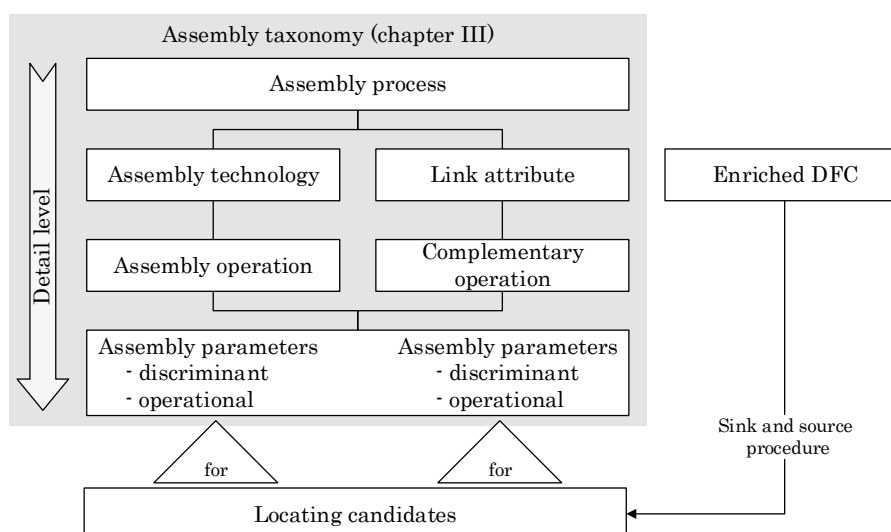 Assembly taxonomy (chapter III)
Assembly process
Assembly technology
Link attribute
Enriched DFC
Detail level
Assembly operation
Complementary
operation
Assembly parameters
- discriminant
- operational
Assembly parameters
- discriminant
- operational
Sink and source
procedure
for
for
Locating candidates